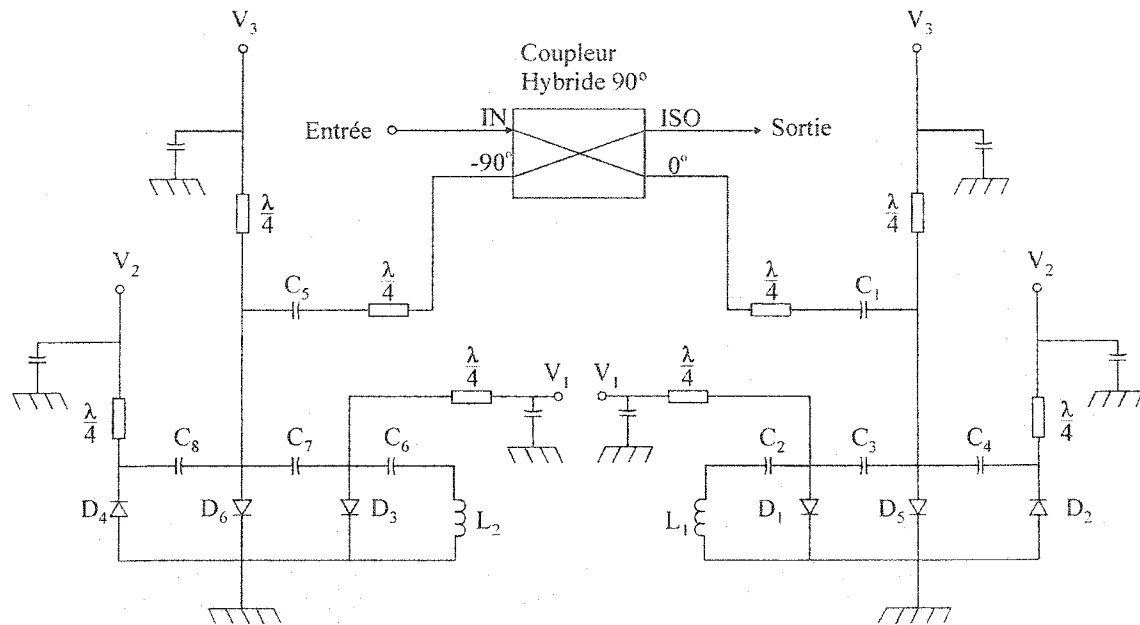 V₃
V₃
Coupleur
Hybride 90°
Entrée
IN
ISO
Sortie
-90°
0°
λ/4
λ/4
V₂
V₂
C₅
λ/4
λ/4
C₁
λ/4
V₁
V₁
λ/4
λ/4
λ/4
C₈
C₇
C₆
C₂
C₃
C₄
D₄
D₆
D₃
L₂
L₁
D₁
D₅
D₂